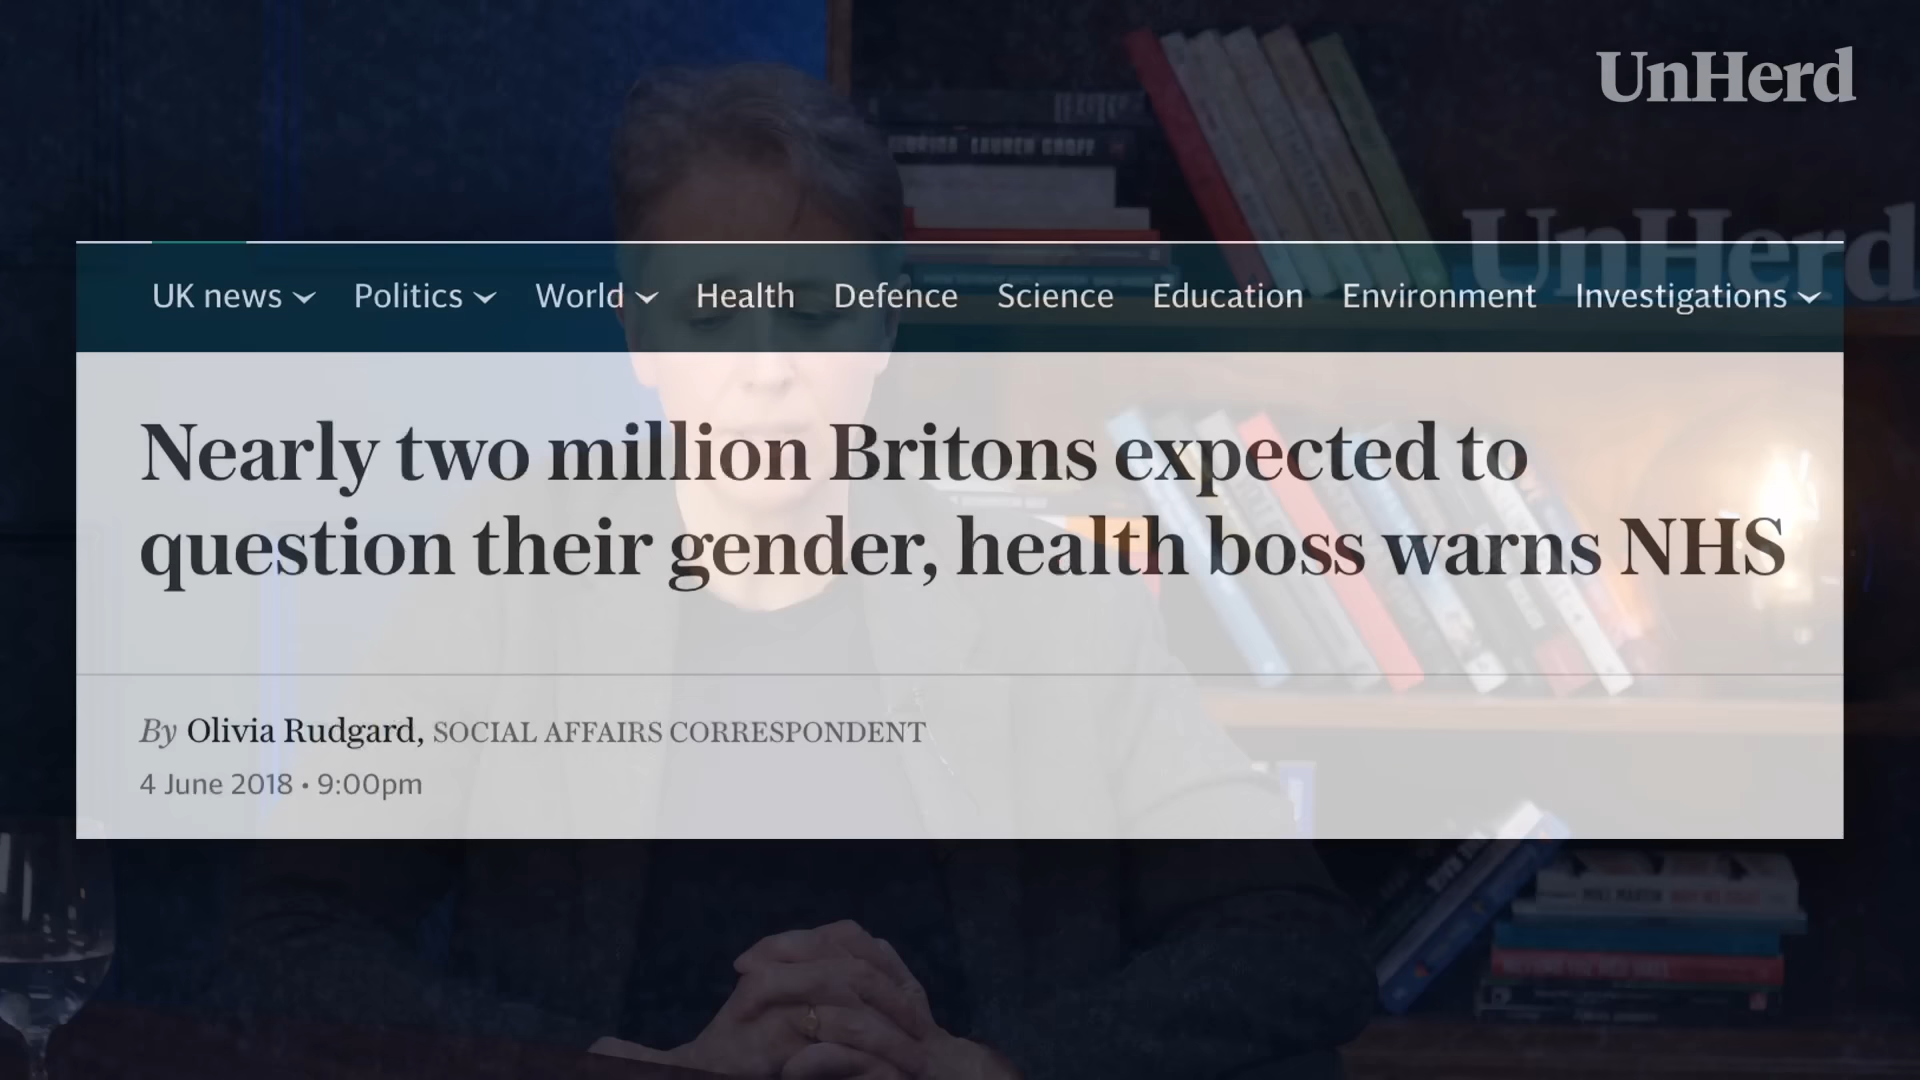 UnHerd
UnHerd
UK news Politics World Health Defence Science Education Environment Investigations
Nearly two million Britons expected to
question their gender, health boss warns NHS
By Olivia Rudgard, SOCIAL AFFAIRS CORRESPONDENT
4 June 2018 • 9:00pm